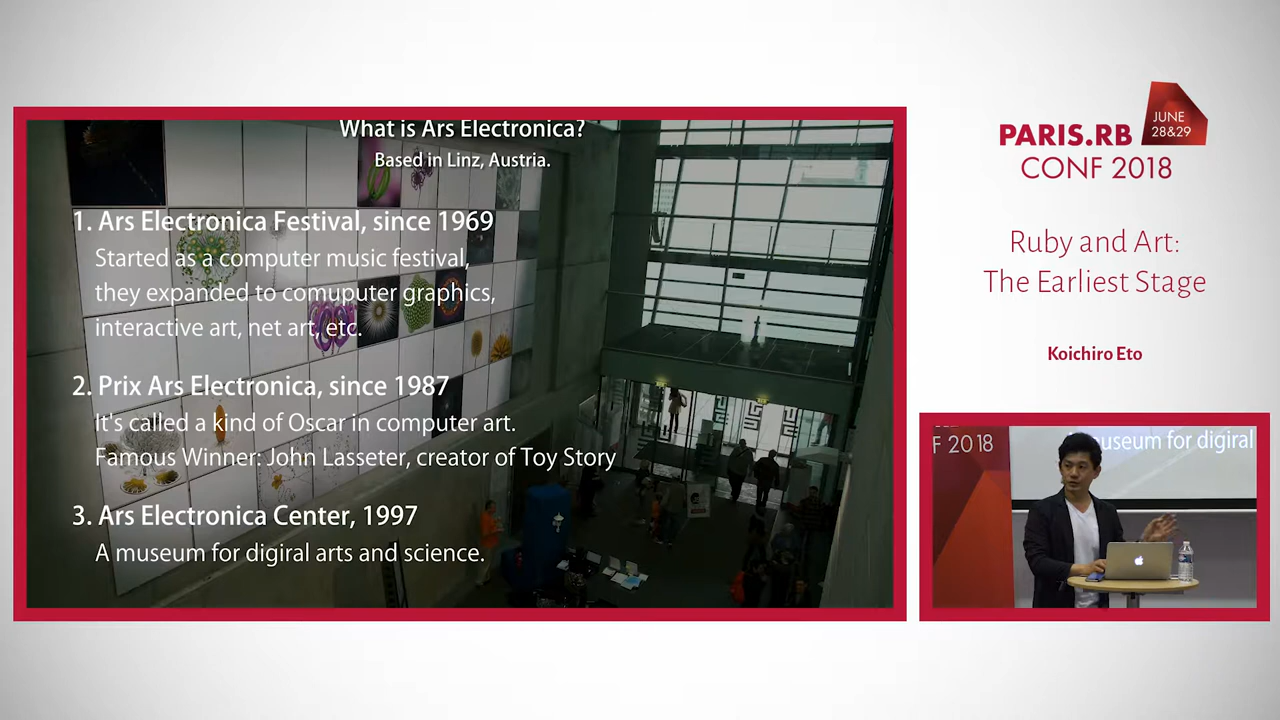 What is Ars Electronica?
Based in Linz, Austria.
1. Ars Electronica Festival, since 1969
Started as a computer music festival,
they expanded to comuputer graphics,
interactive art, net art, etc.
2. Prix Ars Electronica, since 1987
It's called a kind of Oscar in computer art.
Famous Winner: John Lasseter, creator of Toy Story
3. Ars Electronica Center, 1997
A museum for digiral arts and science.
JUNE
28&29
PARIS.RB
CONF 2018
Ruby and Art:
The Earliest Stage
Koichiro Eto
F 2018
useum for digiral